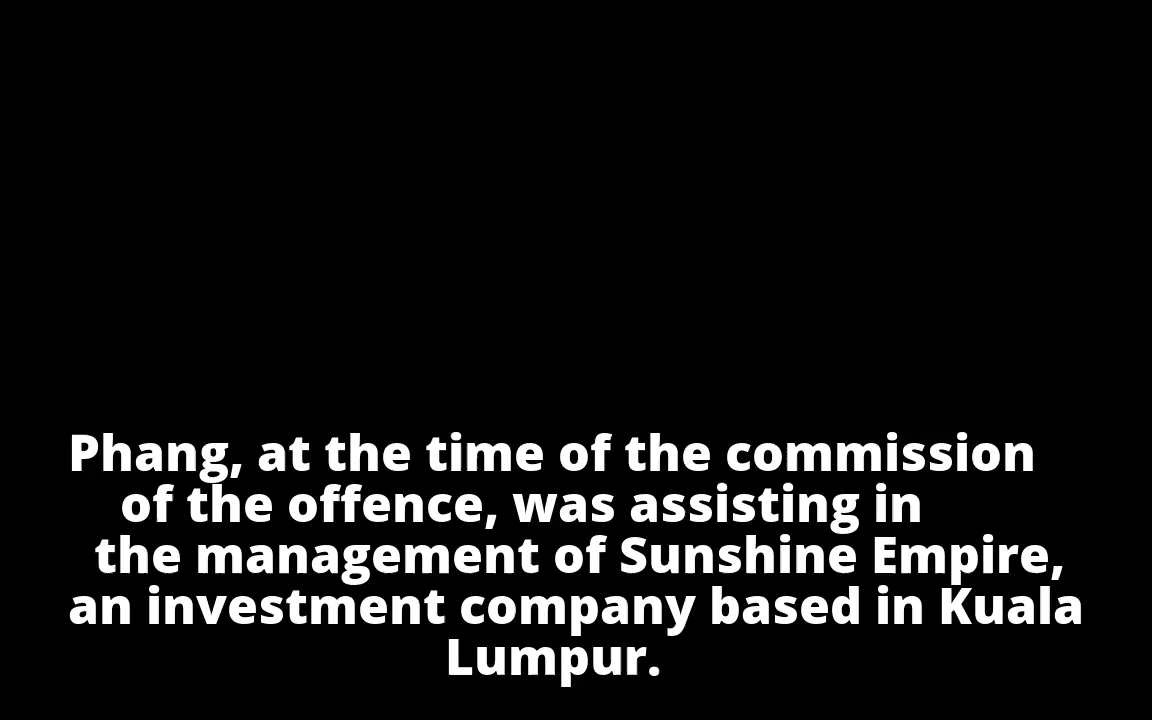 Phang, at the time of the commission
of the offence, was assisting in
the management of Sunshine Empire,
an investment company based in Kuala
Lumpur.